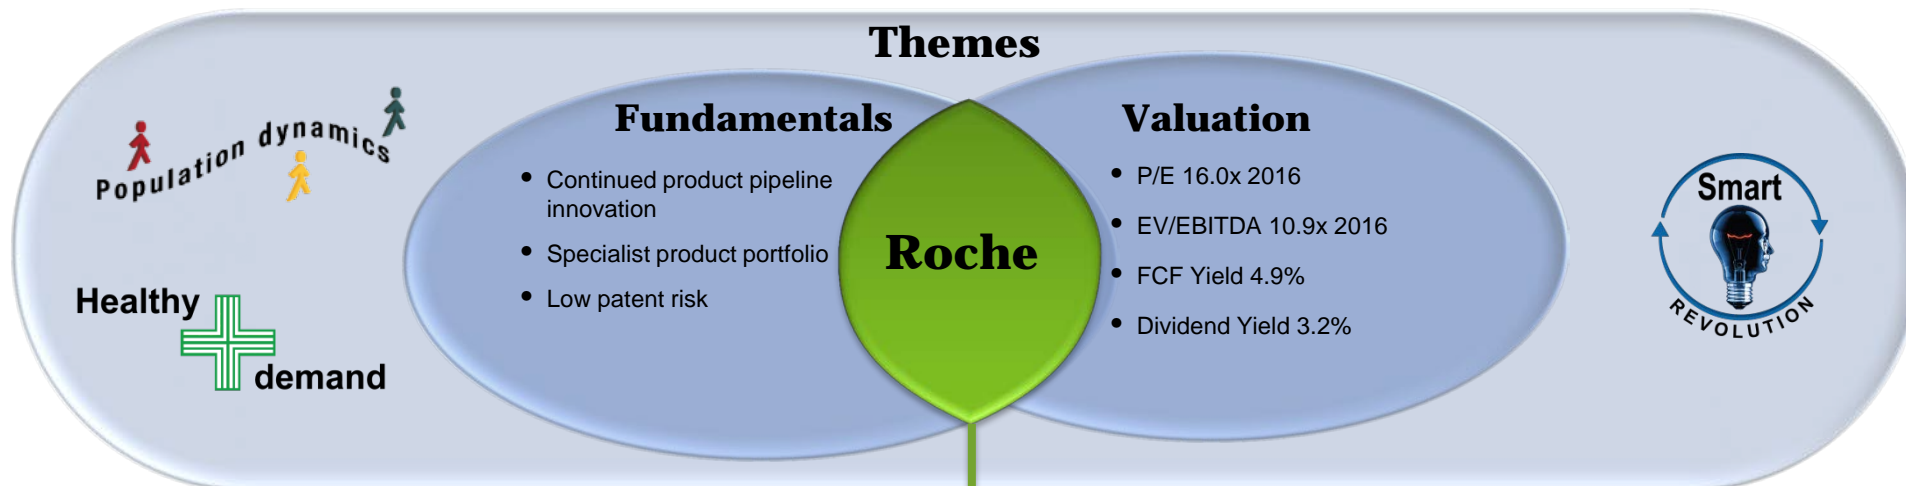 Themes
Population dynamics
Healthy
demand
Fundamentals
• Continued product pipeline
innovation
• Specialist product portfolio
• Low patent risk
Roche
Valuation
• P/E 16.0x 2016
• EV/EBITDA 10.9x 2016
• FCF Yield 4.9%
• Dividend Yield 3.2%
Smart
REVOLUTION